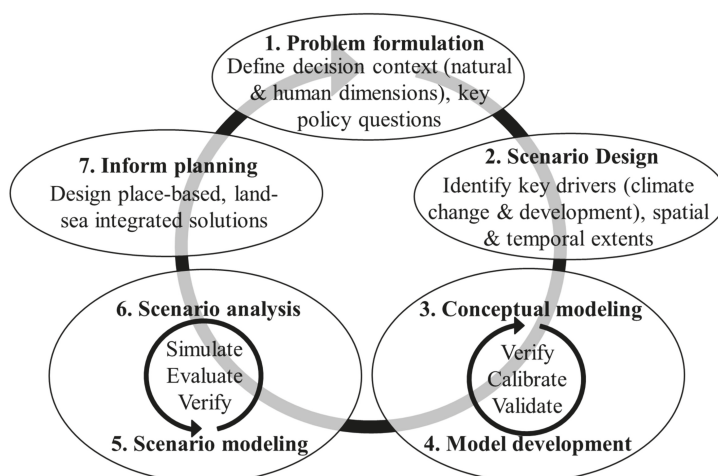 1. Problem formulation
Define decision context (natural
& human dimensions), key
policy questions
2. Scenario Design
Identify key drivers (climate
change & development), spatial
& temporal extents
3. Conceptual modeling
Verify
Calibrate
Validate
4. Model development
5. Scenario modeling
6. Scenario analysis
Simulate
Evaluate
Verify
7. Inform planning
Design place-based, land-
sea integrated solutions